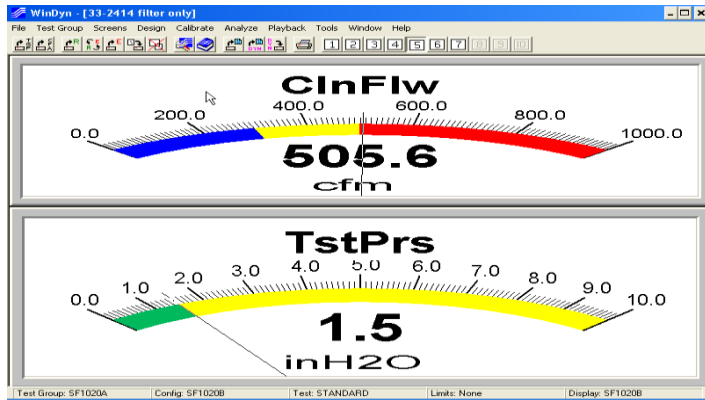 WinDyn - [33-2414 filter only]
File Test Group Screens Design Calibrate Analyze Playback Tools Window Help
1 2 3 4 5 6 7 8 9 10
ClnFlw
0.0 200.0 400.0 600.0 800.0 1000.0
505.6
cfm
TstPrs
0.0 1.0 2.0 3.0 4.0 5.0 6.0 7.0 8.0 9.0 10.0
1.5
inH2O
Test Group: SF1020A Config: SF1020B Test: STANDARD Limits: None Display: SF1020B